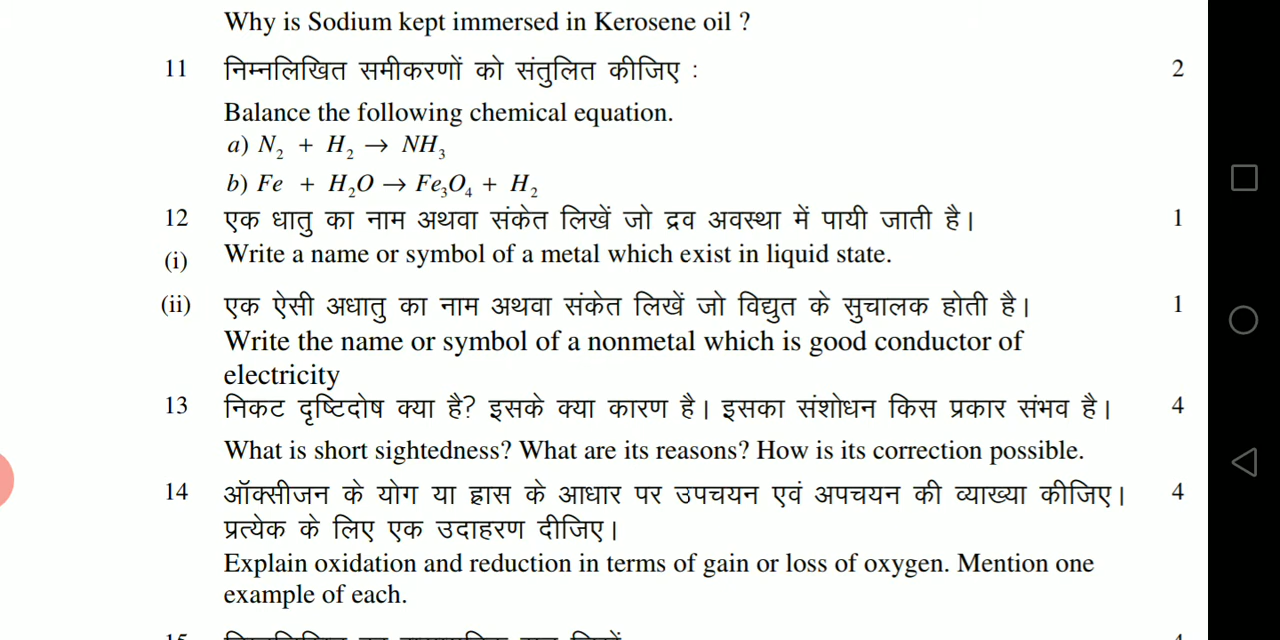 Why is Sodium kept immersed in Kerosene oil ?
11 निम्नलिखित समीकरणों को संतुलित कीजिए : 2
Balance the following chemical equation.
a) N₂ + H₂ → NH₃
b) Fe + H₂O → Fe₃O₄ + H₂
12 एक धातु का नाम अथवा संकेत लिखें जो द्रव अवस्था में पायी जाती है। 1
(i) Write a name or symbol of a metal which exist in liquid state.
(ii) एक ऐसी अधातु का नाम अथवा संकेत लिखें जो विद्युत के सुचालक होती है। 1
Write the name or symbol of a nonmetal which is good conductor of
electricity
13 निकट दृष्टिदोष क्या है? इसके क्या कारण है। इसका संशोधन किस प्रकार संभव है। 4
What is short sightedness? What are its reasons? How is its correction possible.
14 ऑक्सीजन के योग या ह्रास के आधार पर उपचयन एवं अपचयन की व्याख्या कीजिए। 4
प्रत्येक के लिए एक उदाहरण दीजिए।
Explain oxidation and reduction in terms of gain or loss of oxygen. Mention one
example of each.